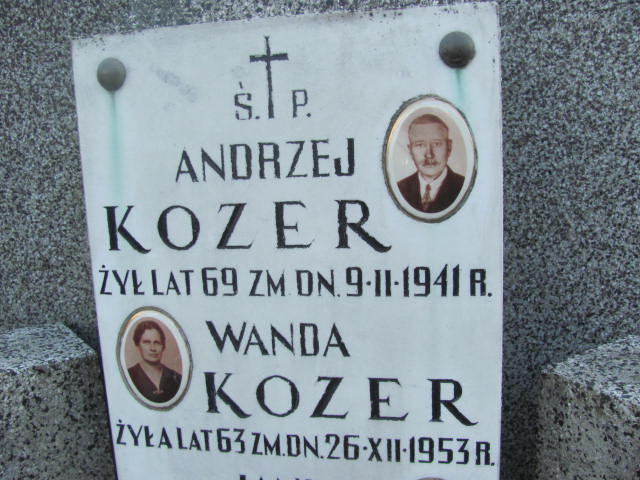 Ś. P.
ANDRZEJ
KOZER
ŻYŁ LAT 69 ZM. DN. 9·II·1941 R.
WANDA
KOZER
ŻYŁA LAT 63 ZM. DN. 26·XII·1953 R.